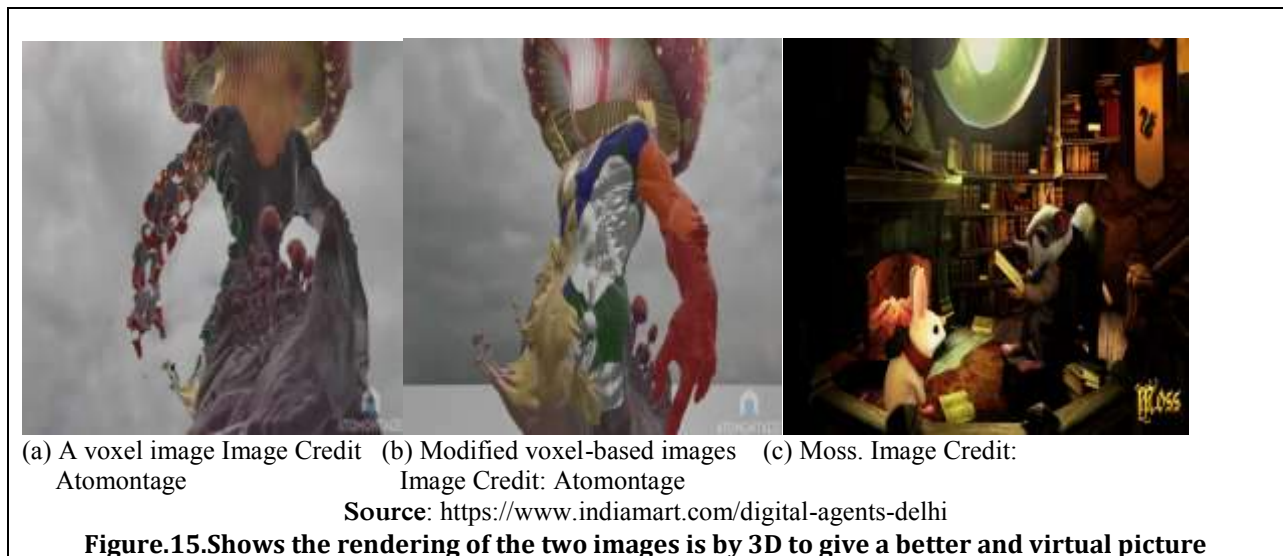 Moss
(a) A voxel image Image Credit (b) Modified voxel-based images (c) Moss. Image Credit:
Atomontage Image Credit: Atomontage
Source: https://www.indiamart.com/digital-agents-delhi
Figure.15.Shows the rendering of the two images is by 3D to give a better and virtual picture